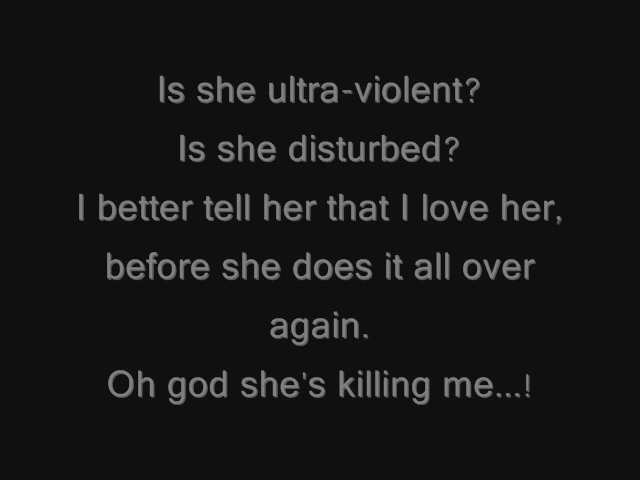 Is she ultra-violent?
Is she disturbed?
I better tell her that I love her,
before she does it all over
again.
Oh god she's killing me...!